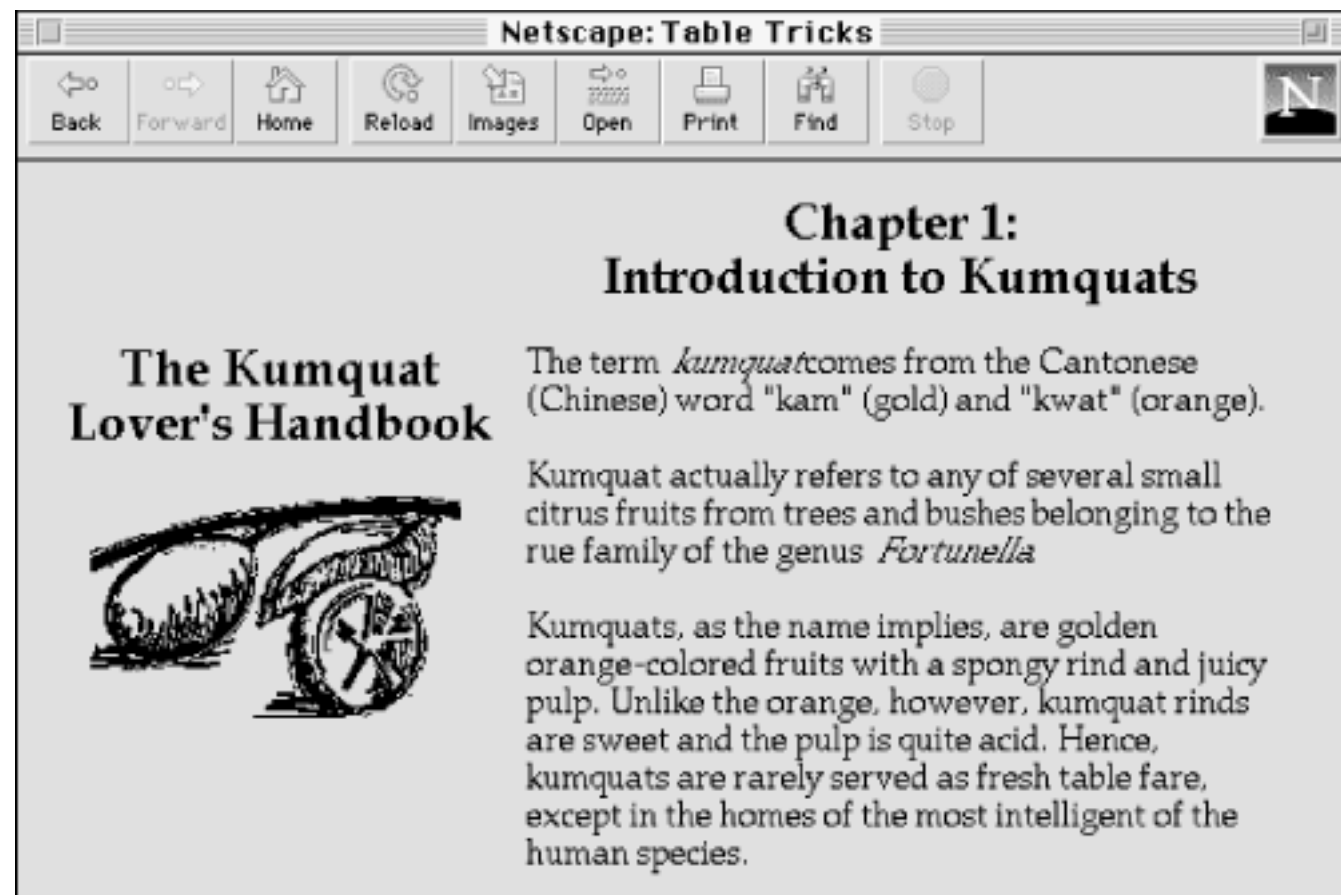 Netscape: Table Tricks
Back Forward Home Reload Images Open Print Find Stop N
Chapter 1:
Introduction to Kumquats
The Kumquat
Lover's Handbook
The term kumquatcomes from the Cantonese
(Chinese) word "kam" (gold) and "kwat" (orange).
Kumquat actually refers to any of several small
citrus fruits from trees and bushes belonging to the
rue family of the genus Fortunella
Kumquats, as the name implies, are golden
orange-colored fruits with a spongy rind and juicy
pulp. Unlike the orange, however, kumquat rinds
are sweet and the pulp is quite acid. Hence,
kumquats are rarely served as fresh table fare,
except in the homes of the most intelligent of the
human species.